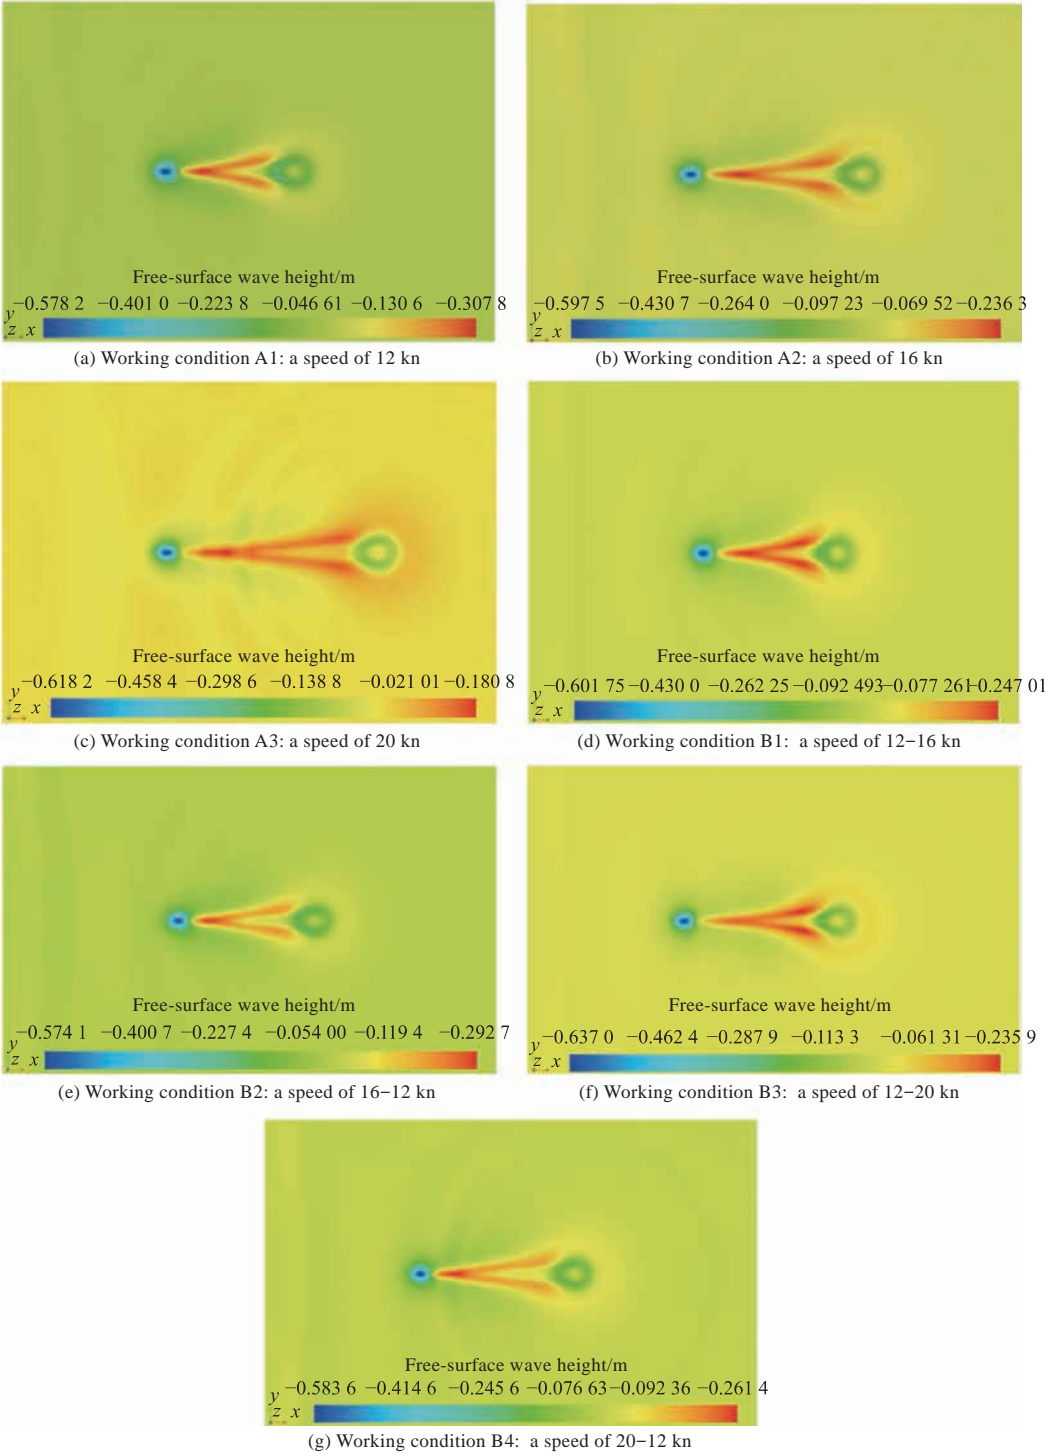 Free-surface wave height/m
−0.578 2 −0.401 0 −0.223 8 −0.046 61 −0.130 6 −0.307 8
y
z x
(a) Working condition A1: a speed of 12 kn
Free-surface wave height/m
−0.597 5 −0.430 7 −0.264 0 −0.097 23 −0.069 52 −0.236 3
y
z x
(b) Working condition A2: a speed of 16 kn
Free-surface wave height/m
−0.618 2 −0.458 4 −0.298 6 −0.138 8 −0.021 01 −0.180 8
y
z x
(c) Working condition A3: a speed of 20 kn
Free-surface wave height/m
−0.601 75 −0.430 0 −0.262 25 −0.092 493 −0.077 261 −0.247 01
y
z x
(d) Working condition B1: a speed of 12−16 kn
Free-surface wave height/m
−0.574 1 −0.400 7 −0.227 4 −0.054 00 −0.119 4 −0.292 7
y
z x
(e) Working condition B2: a speed of 16−12 kn
Free-surface wave height/m
−0.637 0 −0.462 4 −0.287 9 −0.113 3 −0.061 31 −0.235 9
y
z x
(f) Working condition B3: a speed of 12−20 kn
Free-surface wave height/m
−0.583 6 −0.414 6 −0.245 6 −0.076 63 −0.092 36 −0.261 4
y
z x
(g) Working condition B4: a speed of 20−12 kn